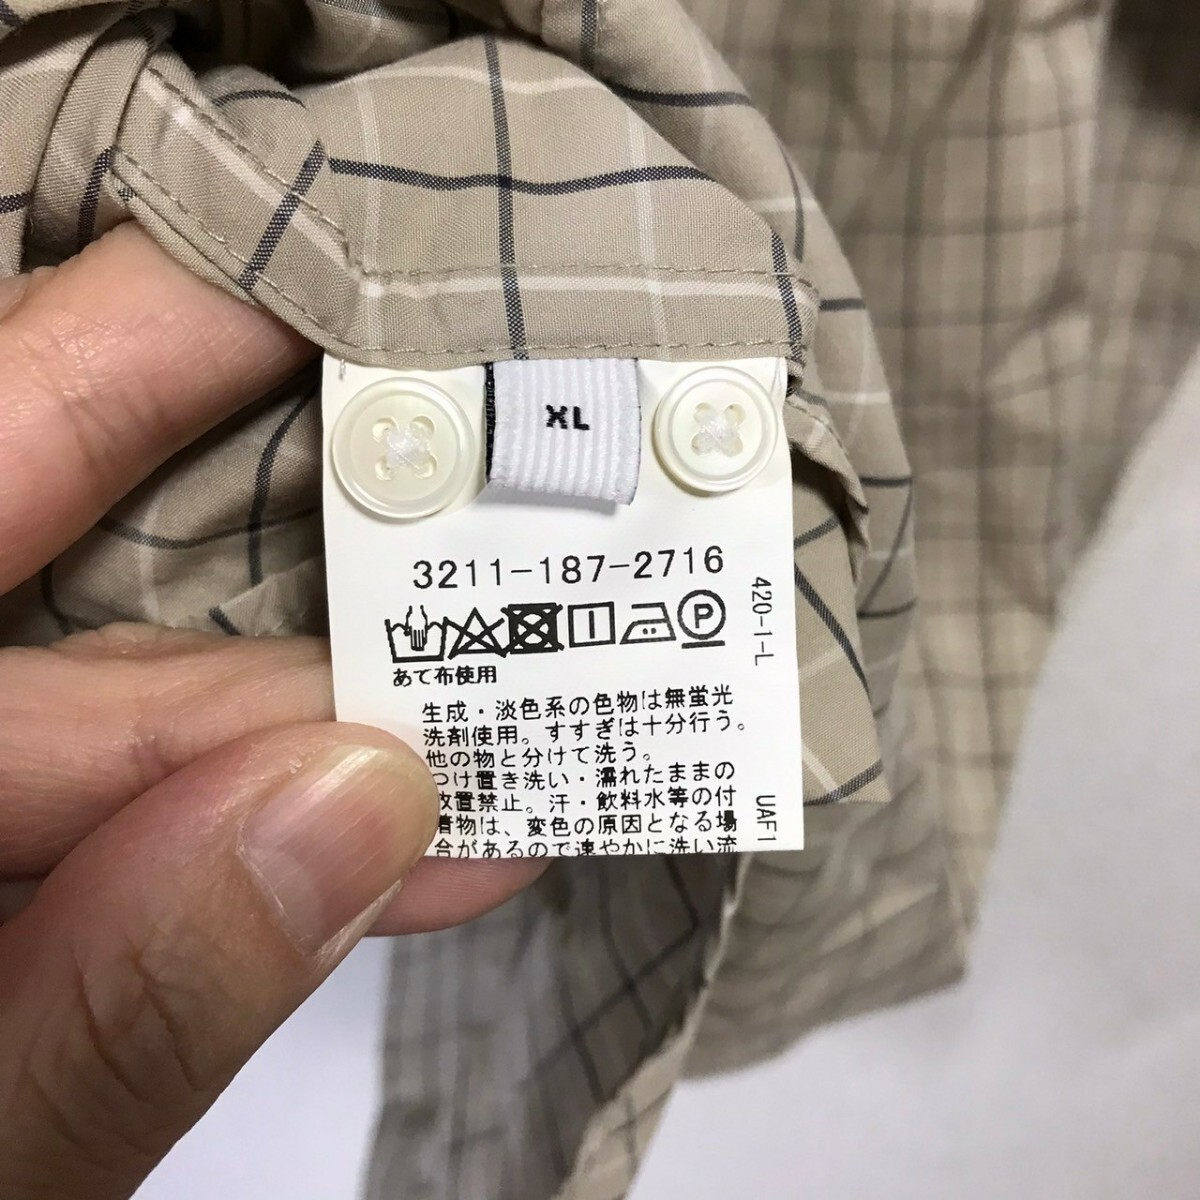 XL
3211-187-2716
P
あて布使用
生成・淡色系の色物は無蛍光
洗剤使用。すすぎは十分行う。
他の物と分けて洗う。
つけ置き洗い・濡れたままの
放置禁止。汗・飲料水等の付
着物は、変色の原因となる場
合があるので速やかに洗い流
420-1-L
UAF1